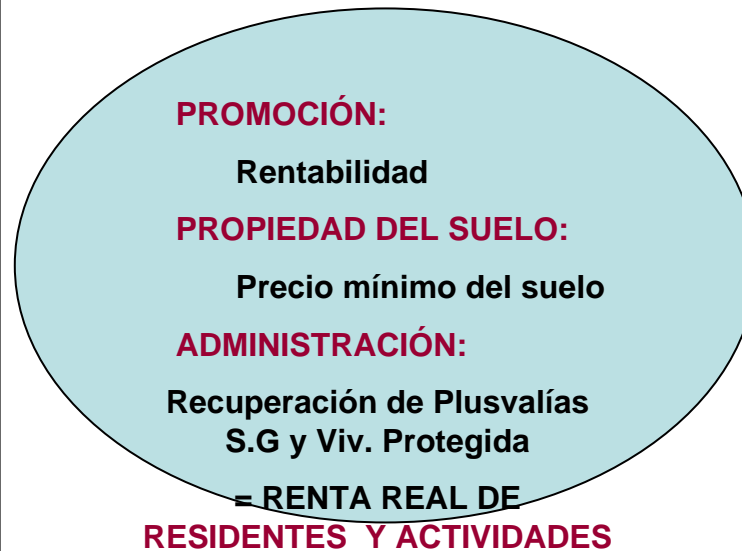 PROMOCIÓN:
Rentabilidad
PROPIEDAD DEL SUELO:
Precio mínimo del suelo
ADMINISTRACIÓN:
Recuperación de Plusvalías
S.G y Viv. Protegida
= RENTA REAL DE
RESIDENTES Y ACTIVIDADES